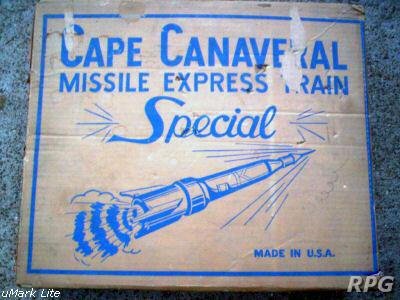 CAPE CANAVERAL
MISSILE EXPRESS TRAIN
Special
MADE IN U.S.A.
uMark Lite
RPG